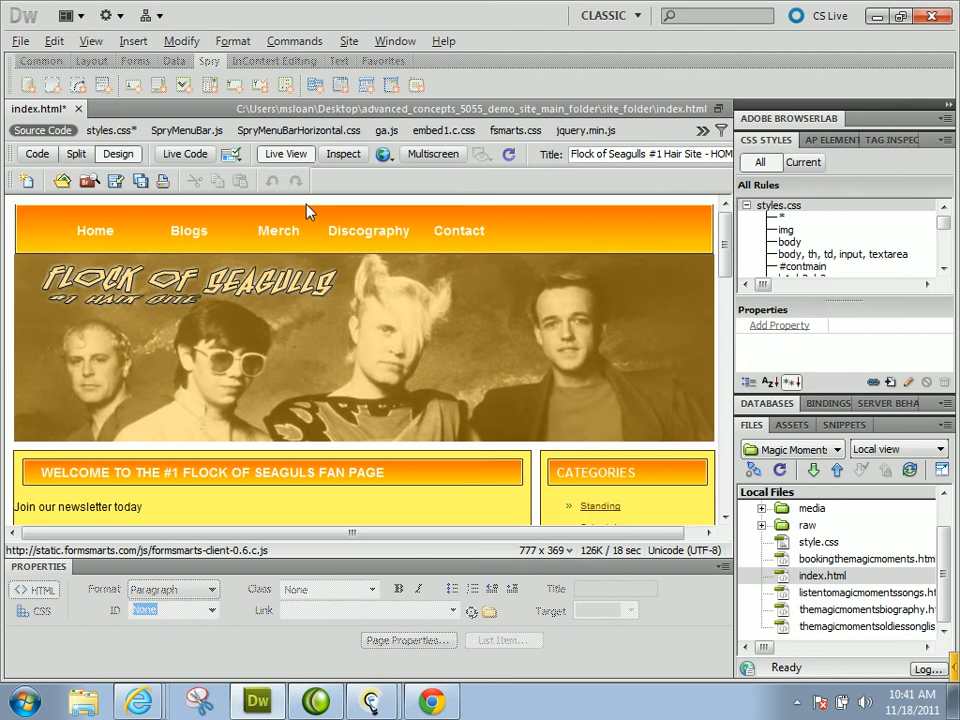 Dw CLASSIC CS Live
File Edit View Insert Modify Format Commands Site Window Help
Common Layout Forms Data Spry InContext Editing Text Favorites
index.html* C:\Users\msloan\Desktop\advanced_concepts_5055_demo_site_main_folder\site_folder\index.html
Source Code styles.css* SpryMenuBar.js SpryMenuBarHorizontal.css ga.js embed1.c.css fsmarts.css jquery.min.js
Code Split Design Live Code Live View Inspect Multiscreen Title: Flock of Seagulls #1 Hair Site - HOM
Home Blogs Merch Discography Contact
FLOCK OF SEAGULLS
#1 HAIR SITE
WELCOME TO THE #1 FLOCK OF SEAGULS FAN PAGE
Join our newsletter today
CATEGORIES
» Standing
http://static.formsmarts.com/js/formsmarts-client-0.6.c.js 777 x 369 126K / 18 sec Unicode (UTF-8)
PROPERTIES
<> HTML Format Paragraph Class None B I Title
CSS ID None Link Target
Page Properties... List Item...
ADOBE BROWSERLAB
CSS STYLES AP ELEMENT TAG INSPEC
All Current
All Rules
styles.css
*
img
body
body, th, td, input, textarea
#contmain
Properties
Add Property
DATABASES BINDINGS SERVER BEHA
FILES ASSETS SNIPPETS
Magic Moment: Local view
Local Files
media
raw
style.css
bookingthemagicmoments.htm
index.html
listentomagicmomentssongs.ht
themagicmomentsbiography.ht
themagicmomentsoldiessonglis
Ready Log...
Dw
10:41 AM
11/18/2011